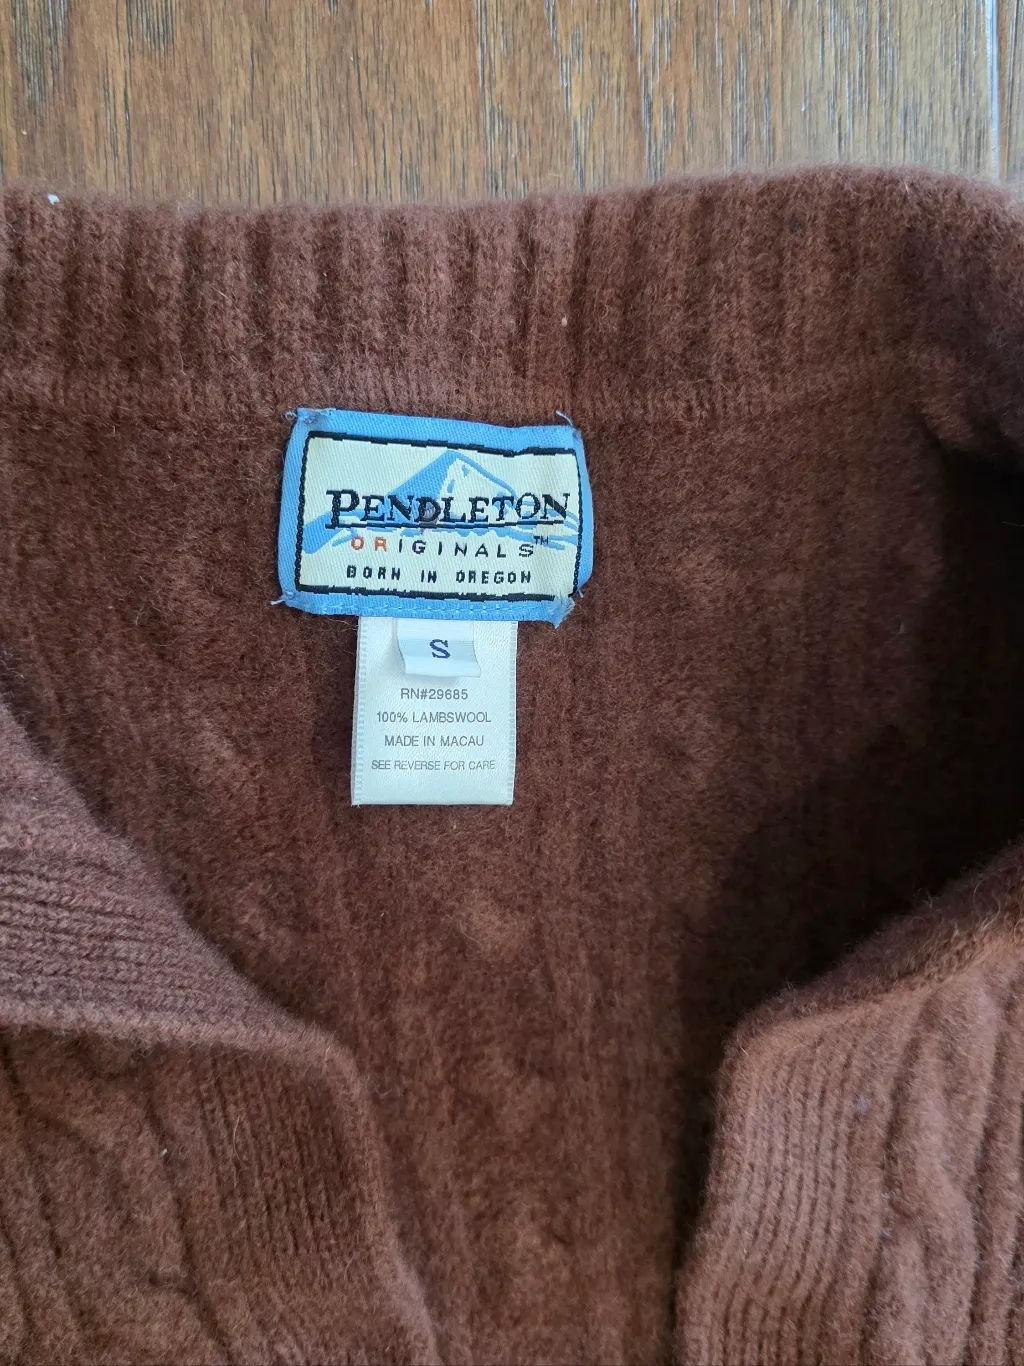 PENDLETON
ORIGINALS™
BORN IN OREGON
S
RN#29685
100% LAMBSWOOL
MADE IN MACAU
SEE REVERSE FOR CARE